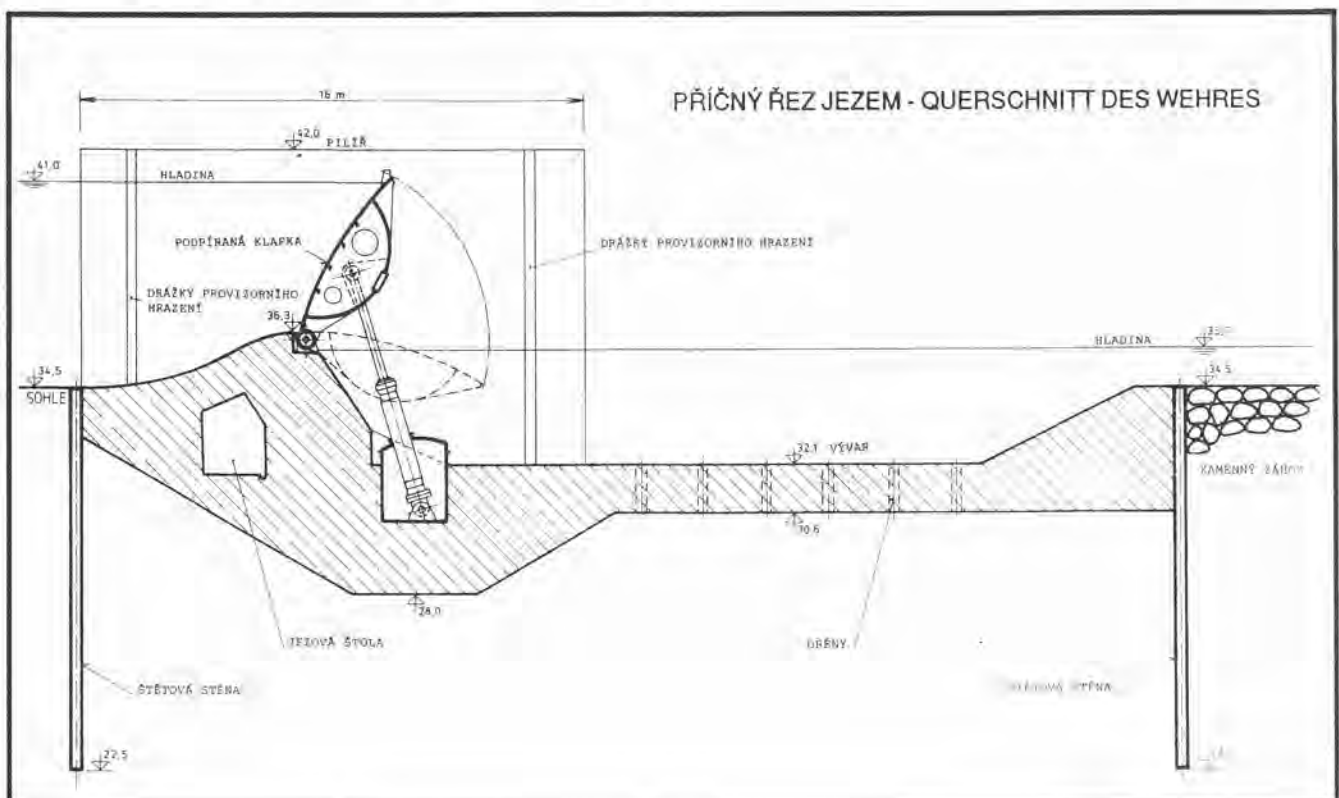 PŘÍČNÝ ŘEZ JEZEM - QUERSCHNITT DES WEHRES
42,0
PILÍŘ
41,0
HLADINA
PODPÍRANÁ KLAPKA
DRÁŽKY PROVIZORNÍHO HRAZENÍ
DRÁŽKY PROVIZORNÍHO
HRAZENÍ
36,3
HLADINA
34,5
SOHLE
34,5
32,1 VÝVAR
KAMENNÝ
30,6
28,0
JEZOVÁ ŠTOLA
DRÉNY
ŠTĚTOVÁ STĚNA
STĚNA
22,5